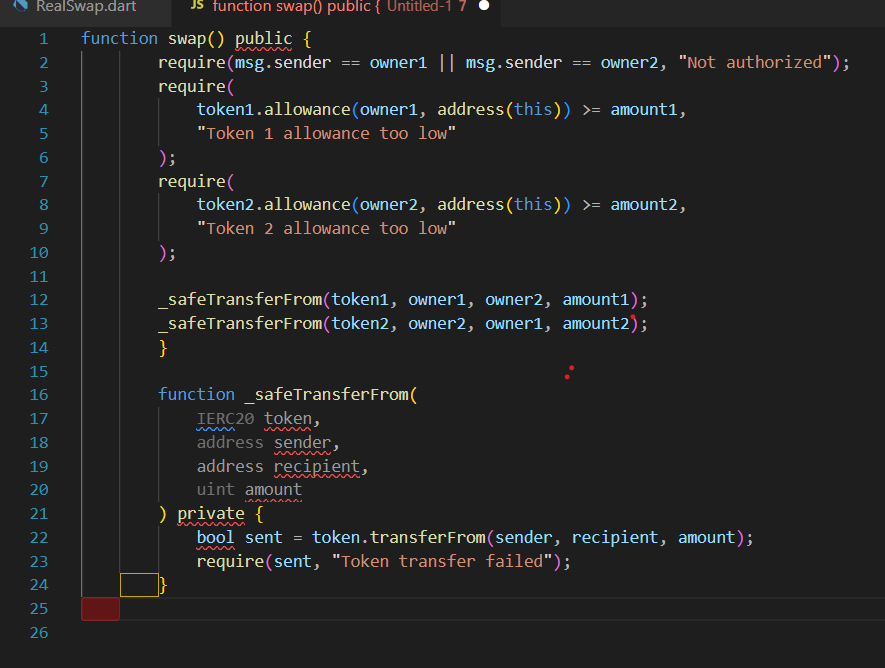 RealSwap.dart
JS function swap() public { Untitled-1 7
1 function swap() public {
2 require(msg.sender == owner1 || msg.sender == owner2, "Not authorized");
3 require(
4 token1.allowance(owner1, address(this)) >= amount1,
5 "Token 1 allowance too low"
6 );
7 require(
8 token2.allowance(owner2, address(this)) >= amount2,
9 "Token 2 allowance too low"
10 );
11
12 _safeTransferFrom(token1, owner1, owner2, amount1);
13 _safeTransferFrom(token2, owner2, owner1, amount2);
14 }
15
16 function _safeTransferFrom(
17 IERC20 token,
18 address sender,
19 address recipient,
20 uint amount
21 ) private {
22 bool sent = token.transferFrom(sender, recipient, amount);
23 require(sent, "Token transfer failed");
24 }
25
26